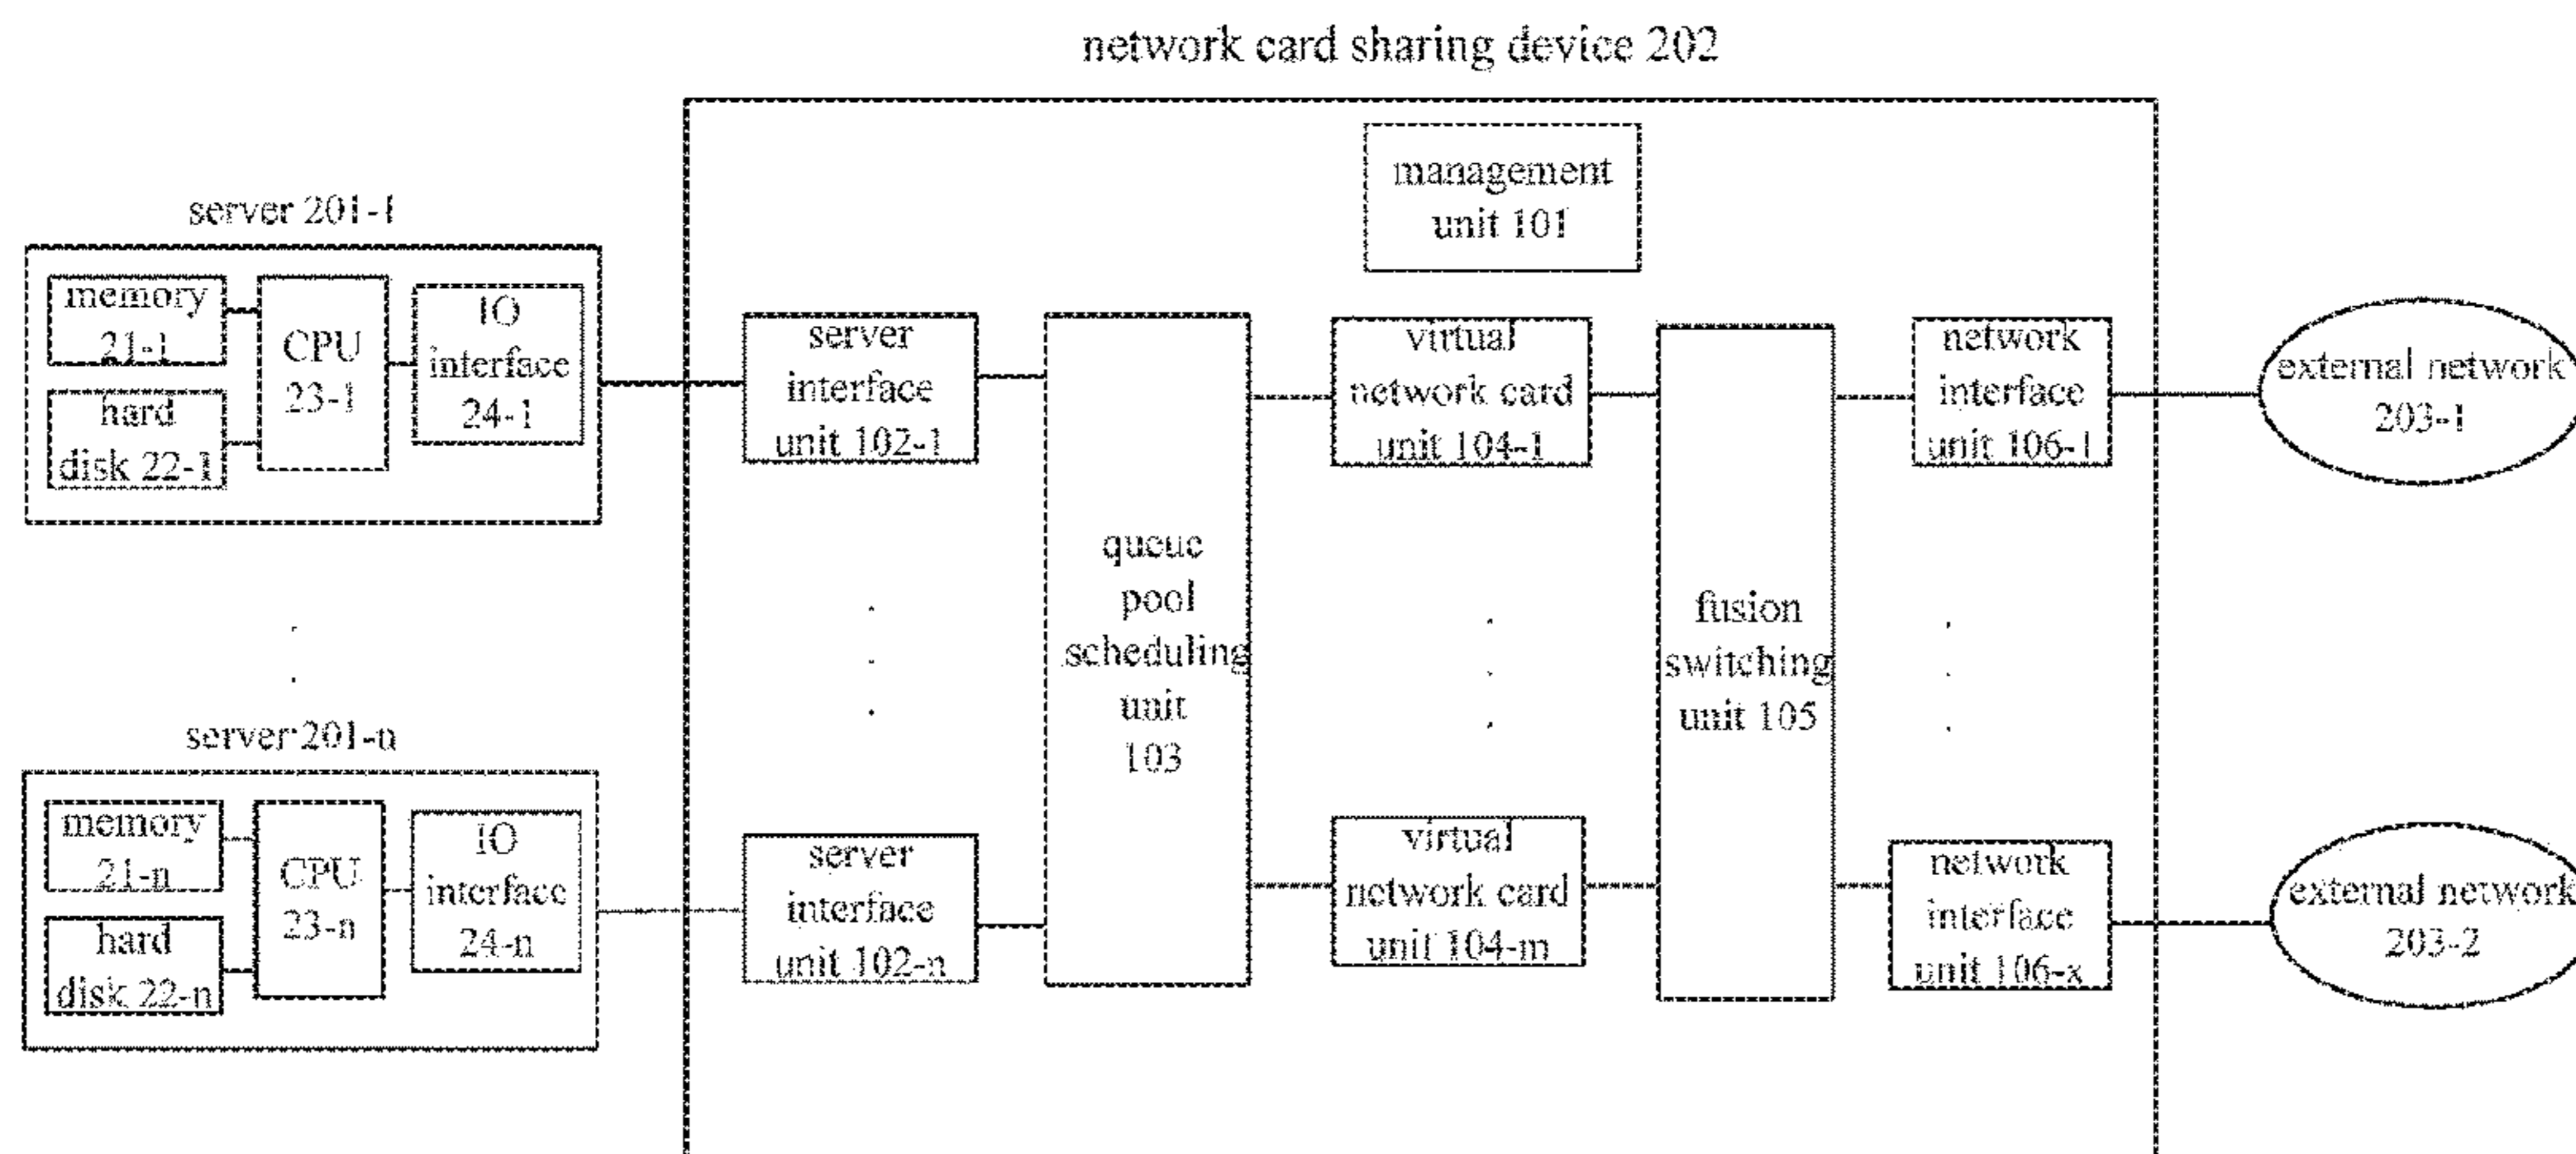 network card sharing device 202
management
unit 101
server 201-1
memory
21-1
hard
disk 22-1
CPU
23-1
IO
interface
24-1
server
interface
unit 102-1
queue
pool
scheduling
unit
103
virtual
network card
unit 104-1
fusion
switching
unit 105
network
interface
unit 106-1
external network
203-1
server 201-n
memory
21-n
hard
disk 22-n
CPU
23-n
IO
interface
24-n
server
interface
unit 102-n
virtual
network card
unit 104-m
network
interface
unit 106-x
external network
203-2